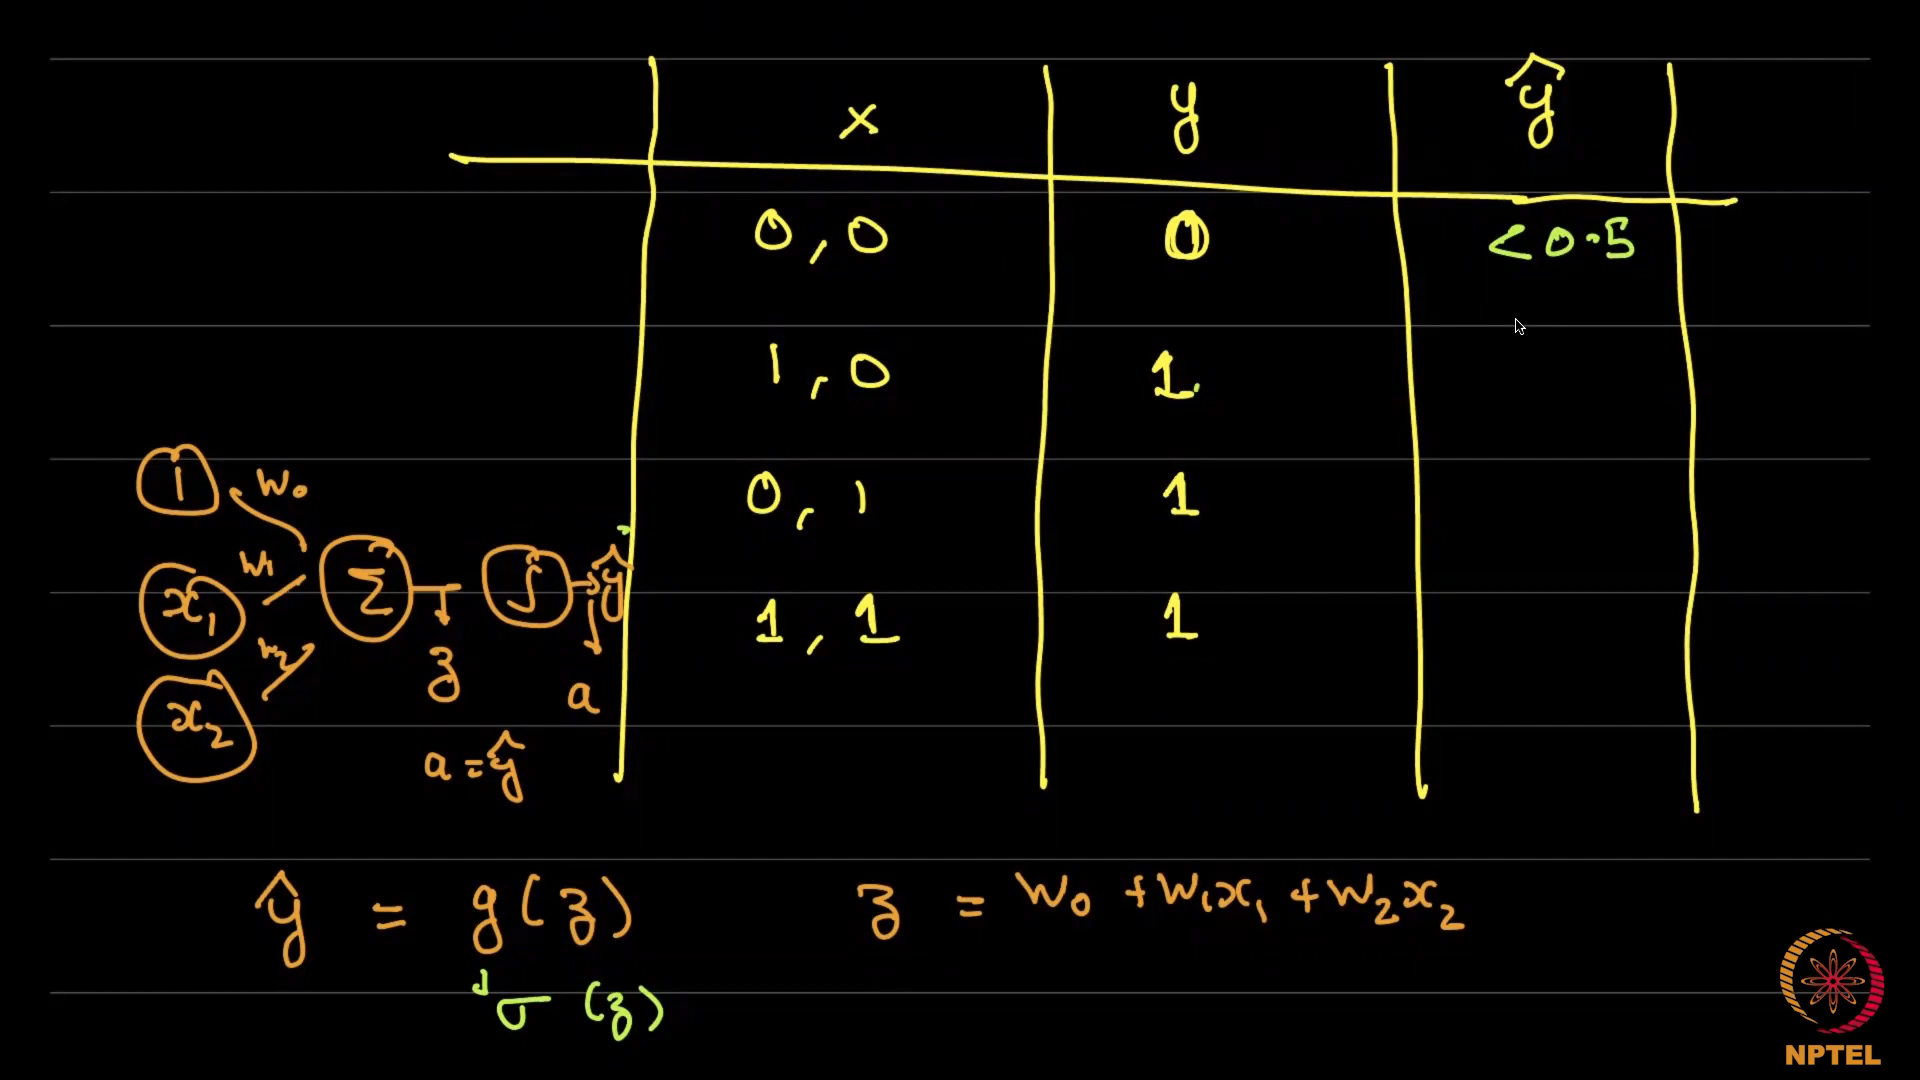 x y ŷ
0,0 0 <0.5
1,0 1
0,1 1
1,1 1
1 w₀
x₁ w₁ Σ ∫ ŷ
x₂ w₂ z a
a = ŷ
ŷ = g(z) z = w₀ + w₁x₁ + w₂x₂
σ(z)
NPTEL